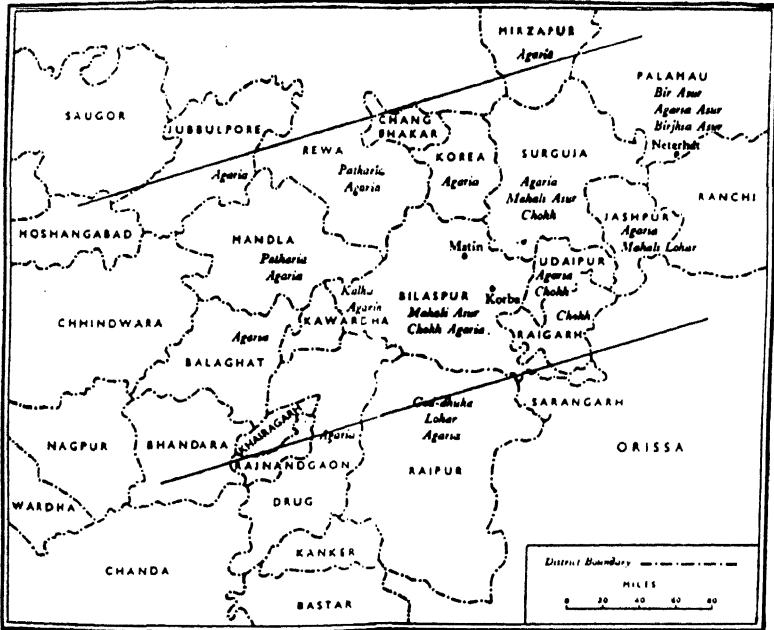 MIRZAPUR
Agaria
PALAMAU
Bir Asur
Agaria Asur
Birjhia Asur
Neterhat
SAUGOR
JUBBULPORE
CHANG
BHAKAR
REWA
KOREA
SURGUJA
Agaria
Patharia
Agaria
Agaria
Agaria
Mahali Asur
Chokh
RANCHI
JASHPUR
Agaria
Mahali Lohar
HOSHANGABAD
MANDLA
Patharia
Agaria
Matin
UDAIPUR
Agaria
Chokh
Kalha
Agaria
BILASPUR
Korba
Mahali Asur
Chokh Agaria
Chokh
KAWARDHA
RAIGARH
CHHINDWARA
Agaria
BALAGHAT
SARANGARH
Lohar
Agaria
KHAIRAGARH
Agaria
NAGPUR
BHANDARA
ORISSA
RAJNANDGAON
RAIPUR
WARDHA
DRUG
KANKER
CHANDA
BASTAR
District Boundary
MILES
0 20 40 60 80